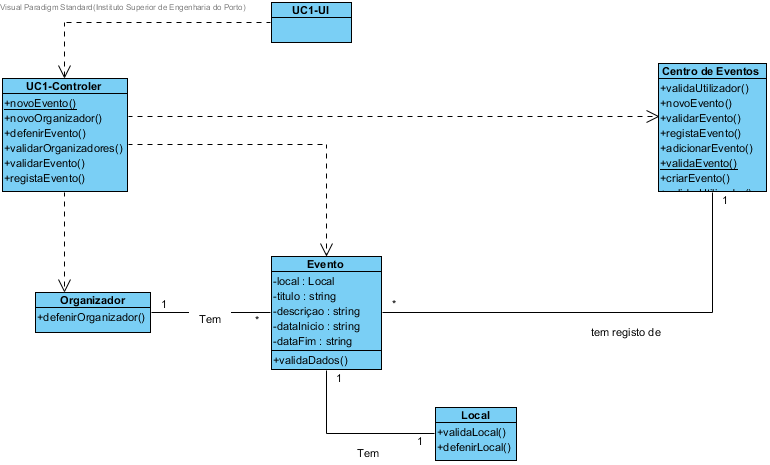 Visual Paradigm Standard(Instituto Superior de Engenharia do Porto)
UC1-UI
UC1-Controler
+novoEvento()
+novoOrganizador()
+defenirEvento()
+validarOrganizadores()
+validarEvento()
+registaEvento()
Centro de Eventos
+validaUtilizador()
+novoEvento()
+validarEvento()
+registaEvento()
+adicionarEvento()
+validaEvento()
+criarEvento()
1
Organizador
+defenirOrganizador()
1
Tem
*
Evento
-local : Local
-titulo : string
-descriçao : string
-dataInicio : string
-dataFim : string
+validaDados()
*
tem registo de
1
1
Tem
Local
+validaLocal()
+defenirLocal()